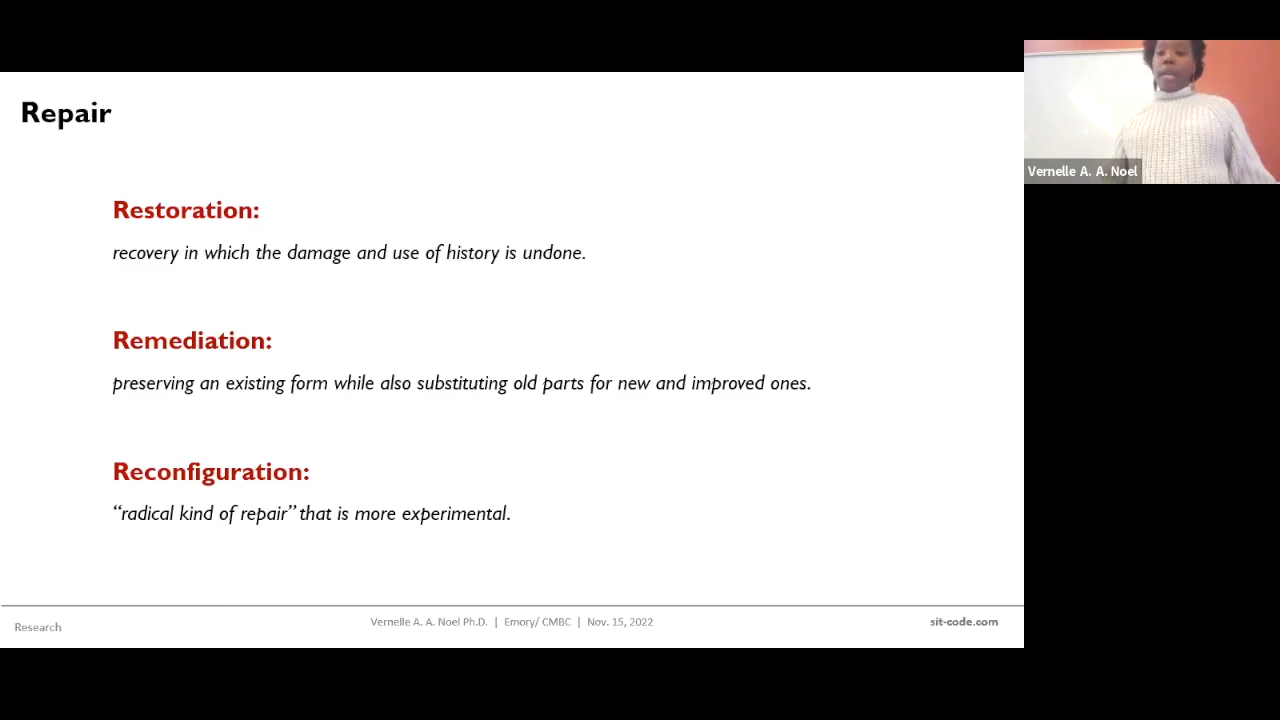 Repair
Restoration:
recovery in which the damage and use of history is undone.
Remediation:
preserving an existing form while also substituting old parts for new and improved ones.
Reconfiguration:
“radical kind of repair” that is more experimental.
Research
Vernelle A. A. Noel Ph.D. | Emory/ CMBC | Nov. 15, 2022
sit-code.com
Vernelle A. A. Noel